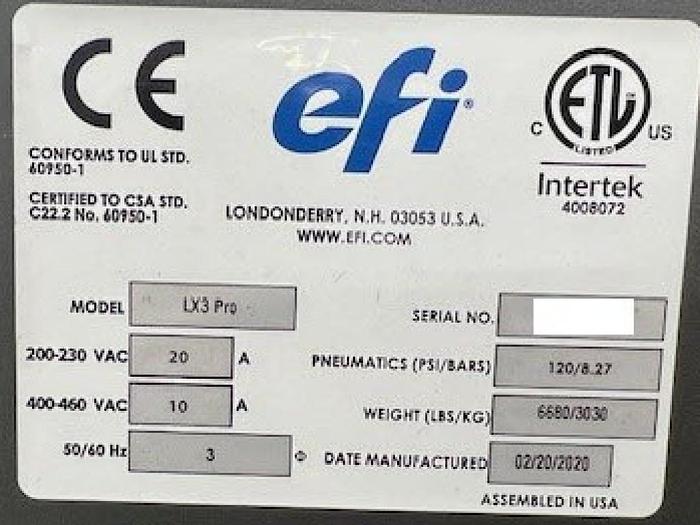 CE
efi®
ETL
LISTED
C US
Intertek
4008072
CONFORMS TO UL STD.
60950-1
CERTIFIED TO CSA STD.
C22.2 No. 60950-1
LONDONDERRY, N.H. 03053 U.S.A.
WWW.EFI.COM
MODEL LX3 Pro
200-230 VAC 20 A
400-460 VAC 10 A
50/60 Hz 3 Φ
SERIAL NO.
PNEUMATICS (PSI/BARS) 120/8.27
WEIGHT (LBS/KG) 6680/3030
DATE MANUFACTURED 02/20/2020
ASSEMBLED IN USA